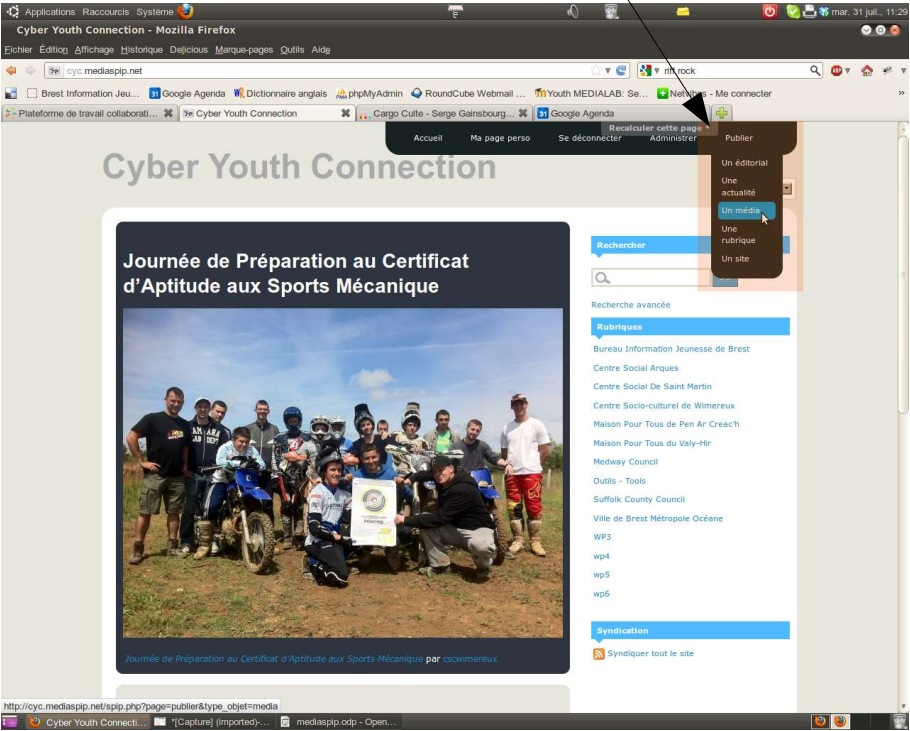 Applications Raccourcis Système
mar. 31 juil., 11:29
Cyber Youth Connection - Mozilla Firefox
Fichier Édition Affichage Historique Delicious Marque-pages Outils Aide
cyc.mediaspip.net
riff rock
Brest Information Jeu... Google Agenda Dictionnaire anglais phpMyAdmin RoundCube Webmail ... Youth MEDIALAB: Se... Netvibes - Me connecter »
Plateforme de travail collaborati... Cyber Youth Connection Cargo Culte - Serge Gainsbourg... Google Agenda
Recalculer cette page *
Accueil Ma page perso Se déconnecter Administrer Publier
Cyber Youth Connection
Un éditorial
Une
actualité
Un média
Une
rubrique
Un site
Journée de Préparation au Certificat
d'Aptitude aux Sports Mécanique
Journée de Préparation au Certificat d'Aptitude aux Sports Mécanique par cscwimereux
Rechercher
Recherche avancée
Rubriques
Bureau Information Jeunesse de Brest
Centre Social Arques
Centre Social De Saint Martin
Centre Socio-culturel de Wimereux
Maison Pour Tous de Pen Ar Creac'h
Maison Pour Tous du Valy-Hir
Medway Council
Outils - Tools
Suffolk County Council
Ville de Brest Métropole Océane
WP3
wp4
wp5
wp6
Syndication
Syndiquer tout le site
http://cyc.mediaspip.net/spip.php?page=publier&type_objet=media
Cyber Youth Connecti... *[Capture] (imported)-... mediaspip.odp - Open...